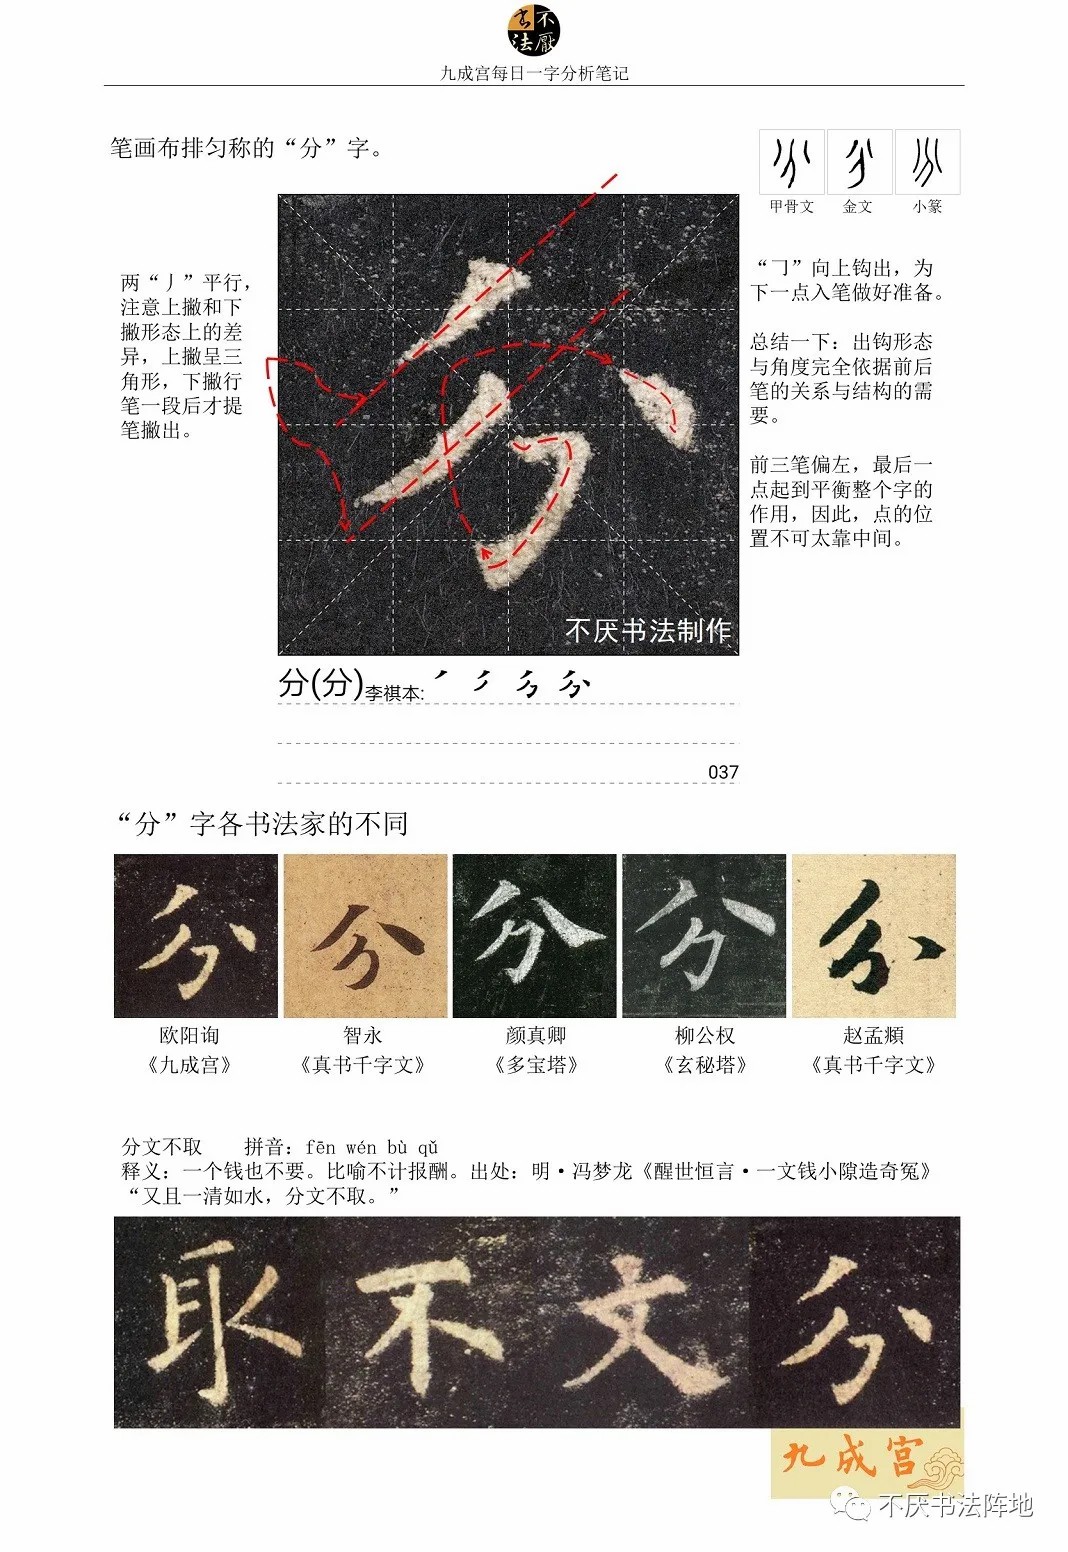 不厭
書法
九成宫每日一字分析笔记
笔画布排匀称的“分”字。
甲骨文
金文
小篆
两“丿”平行，
注意上撇和下
撇形态上的差
异，上撇呈三
角形，下撇行
笔一段后才提
笔撇出。
“㇆”向上钩出，为
下一点入笔做好准备。
总结一下：出钩形态
与角度完全依据前后
笔的关系与结构的需
要。
前三笔偏左，最后一
点起到平衡整个字的
作用，因此，点的位
置不可太靠中间。
分
不厌书法制作
分(分)李祺本:
037
“分”字各书法家的不同
分
分
分
分
分
欧阳询
《九成宫》
智永
《真书千字文》
颜真卿
《多宝塔》
柳公权
《玄秘塔》
赵孟頫
《真书千字文》
分文不取 拼音：fēn wén bù qǔ
释义：一个钱也不要。比喻不计报酬。出处：明·冯梦龙《醒世恒言·一文钱小隙造奇冤》
“又且一清如水，分文不取。”
取不文分
九成宫
不厌书法阵地